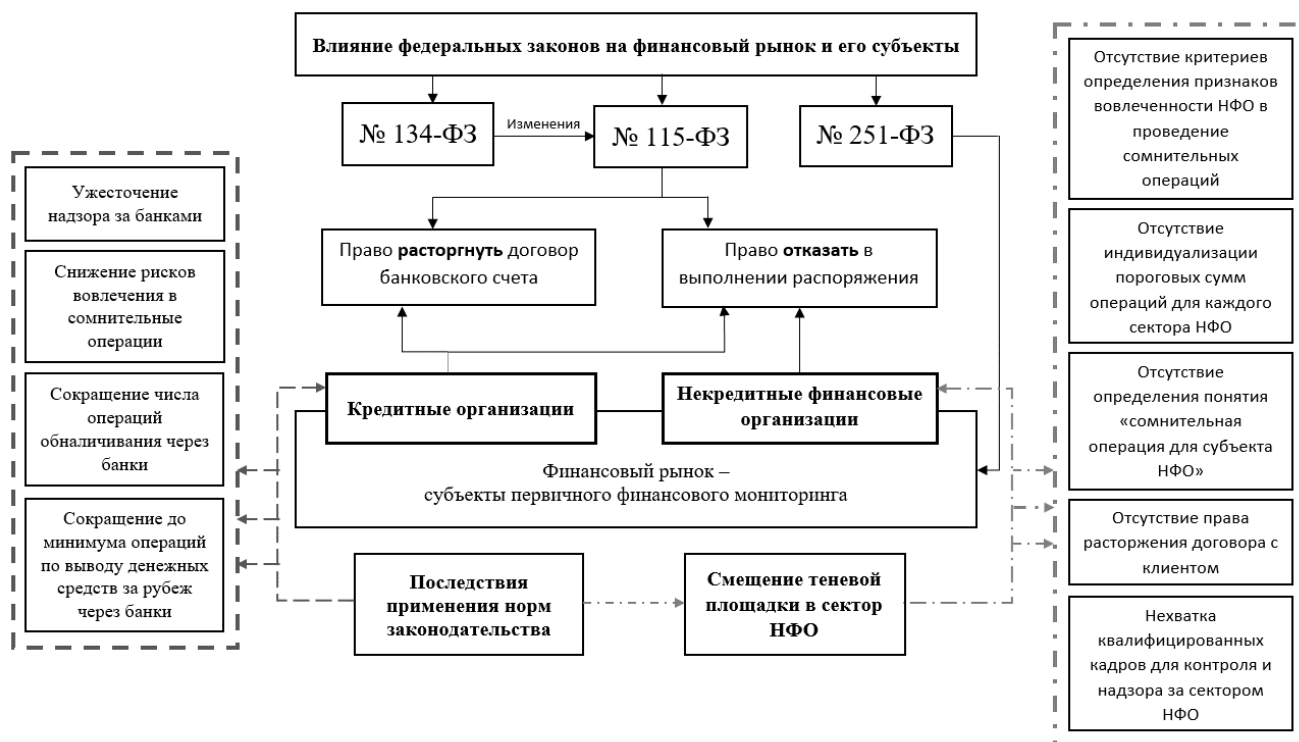 Влияние федеральных законов на финансовый рынок и его субъекты
№ 134-ФЗ
Изменения
№ 115-ФЗ
№ 251-ФЗ
Право расторгнуть договор
банковского счета
Право отказать в
выполнении распоряжения
Кредитные организации
Некредитные финансовые
организации
Финансовый рынок –
субъекты первичного финансового мониторинга
Последствия
применения норм
законодательства
Смещение теневой
площадки в сектор
НФО
Ужесточение
надзора за банками
Снижение рисков
вовлечения в
сомнительные
операции
Сокращение числа
операций
обналичивания через
банки
Сокращение до
минимума операций
по выводу денежных
средств за рубеж
через банки
Отсутствие критериев
определения признаков
вовлеченности НФО в
проведение
сомнительных
операций
Отсутствие
индивидуализации
пороговых сумм
операций для каждого
сектора НФО
Отсутствие
определения понятия
«сомнительная
операция для субъекта
НФО»
Отсутствие права
расторжения договора с
клиентом
Нехватка
квалифицированных
кадров для контроля и
надзора за сектором
НФО